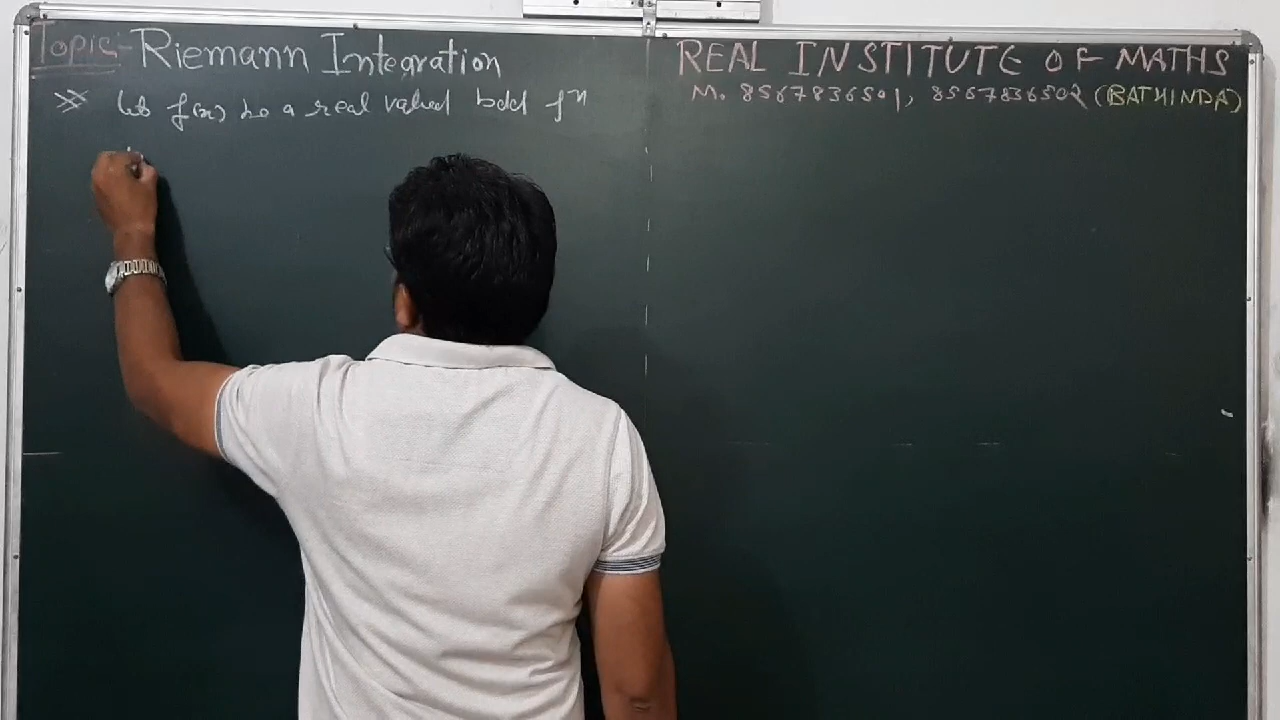 Topic:- Riemann Integration
Let f(x) be a real valued bdd fⁿ
REAL INSTITUTE OF MATHS
M. 8567836501, 8567836502 (BATHINDA)